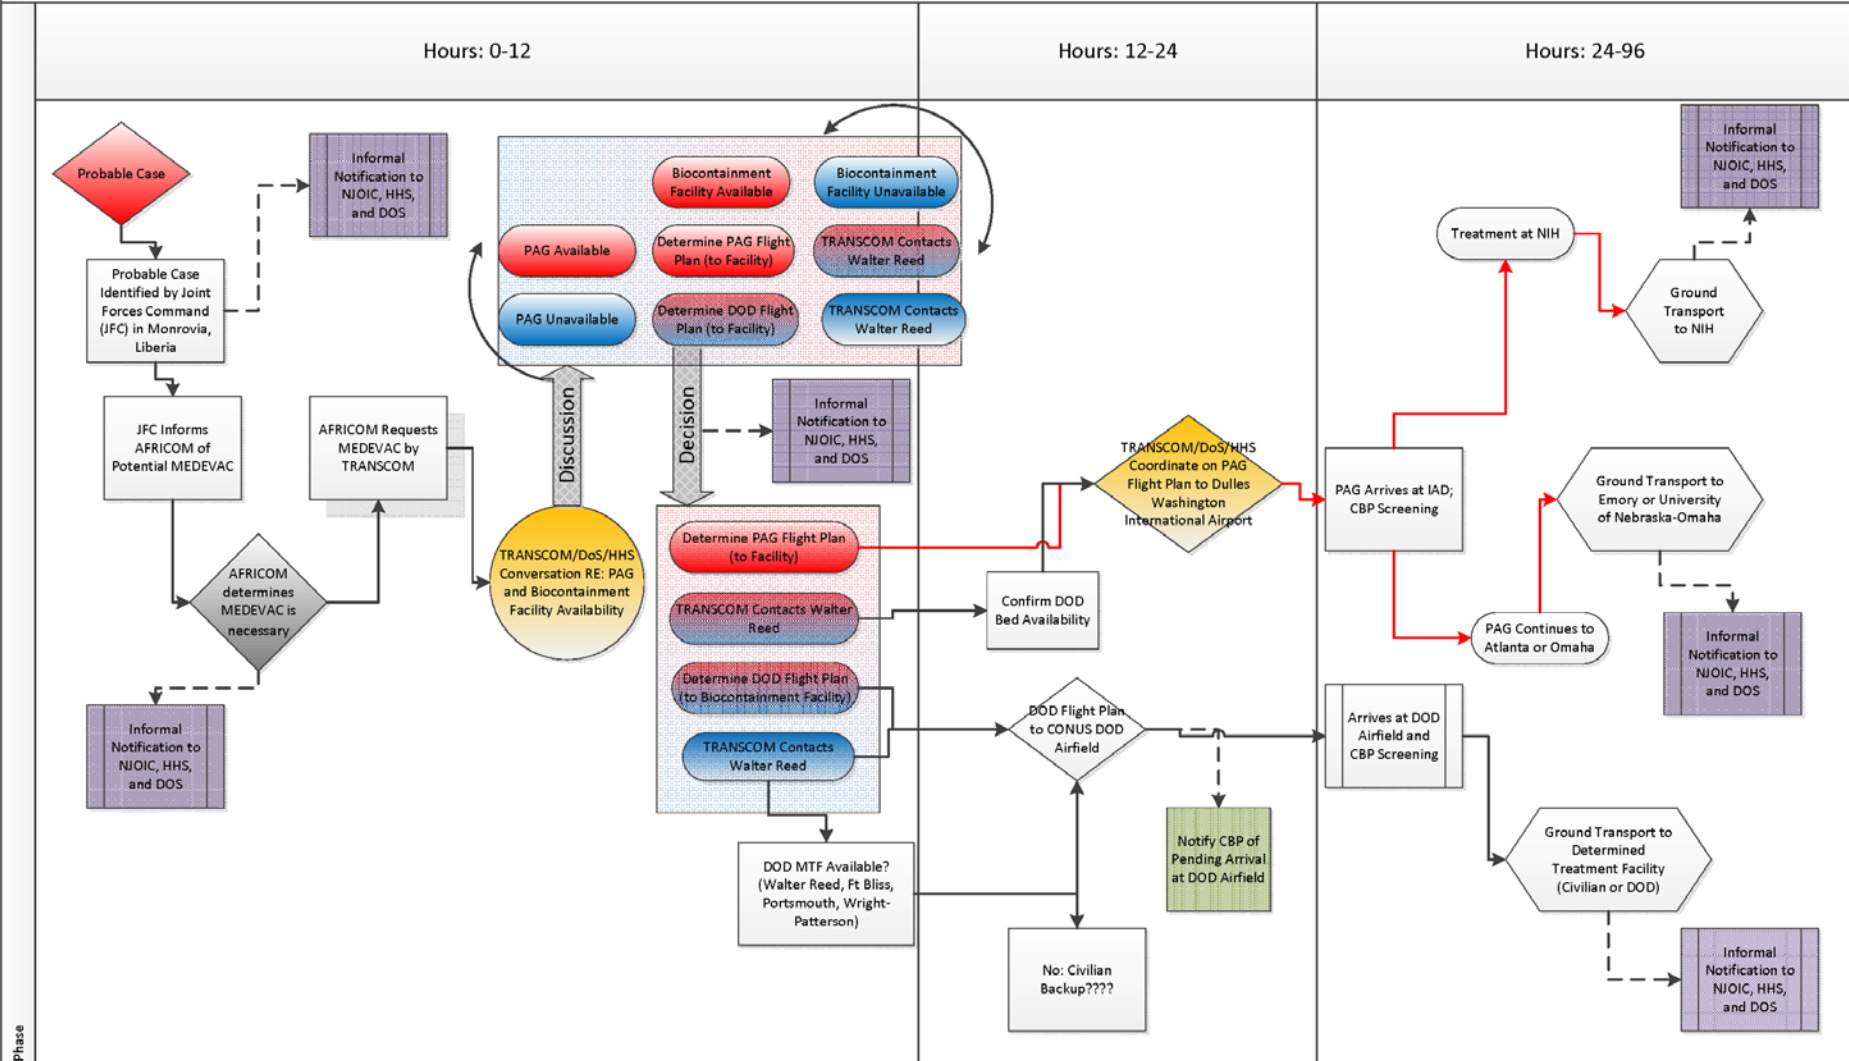 Hours: 0-12
Hours: 12-24
Hours: 24-96
Probable Case
Informal
Notification to
NJOIC, HHS,
and DOS
Probable Case
Identified by Joint
Forces Command
(JFC) in Monrovia,
Liberia
JFC Informs
AFRICOM of
Potential MEDEVAC
AFRICOM Requests
MEDEVAC by
TRANSCOM
AFRICOM
determines
MEDEVAC is
necessary
Informal
Notification to
NJOIC, HHS,
and DOS
TRANSCOM/DoS/HHS
Conversation RE: PAG
and Biocontainment
Facility Availability
Discussion
Biocontainment
Facility Available
Biocontainment
Facility Unavailable
PAG Available
Determine PAG Flight
Plan (to Facility)
TRANSCOM Contacts
Walter Reed
PAG Unavailable
Determine DOD Flight
Plan (to Facility)
TRANSCOM Contacts
Walter Reed
Decision
Informal
Notification to
NJOIC, HHS,
and DOS
Determine PAG Flight Plan
(to Facility)
TRANSCOM Contacts Walter
Reed
Determine DOD Flight Plan
(to Biocontainment Facility)
TRANSCOM Contacts
Walter Reed
DOD MTF Available?
(Walter Reed, Ft Bliss,
Portsmouth, Wright-
Patterson)
TRANSCOM/DoS/HHS
Coordinate on PAG
Flight Plan to Dulles
Washington
International Airport
Confirm DOD
Bed Availability
DOD Flight Plan
to CONUS DOD
Airfield
Notify CBP of
Pending Arrival
at DOD Airfield
No: Civilian
Backup????
Informal
Notification to
NJOIC, HHS,
and DOS
Treatment at NIH
Ground
Transport
to NIH
PAG Arrives at IAD;
CBP Screening
Ground Transport to
Emory or University
of Nebraska-Omaha
PAG Continues to
Atlanta or Omaha
Informal
Notification to
NJOIC, HHS,
and DOS
Arrives at DOD
Airfield and
CBP Screening
Ground Transport to
Determined
Treatment Facility
(Civilian or DOD)
Informal
Notification to
NJOIC, HHS,
and DOS
Phase